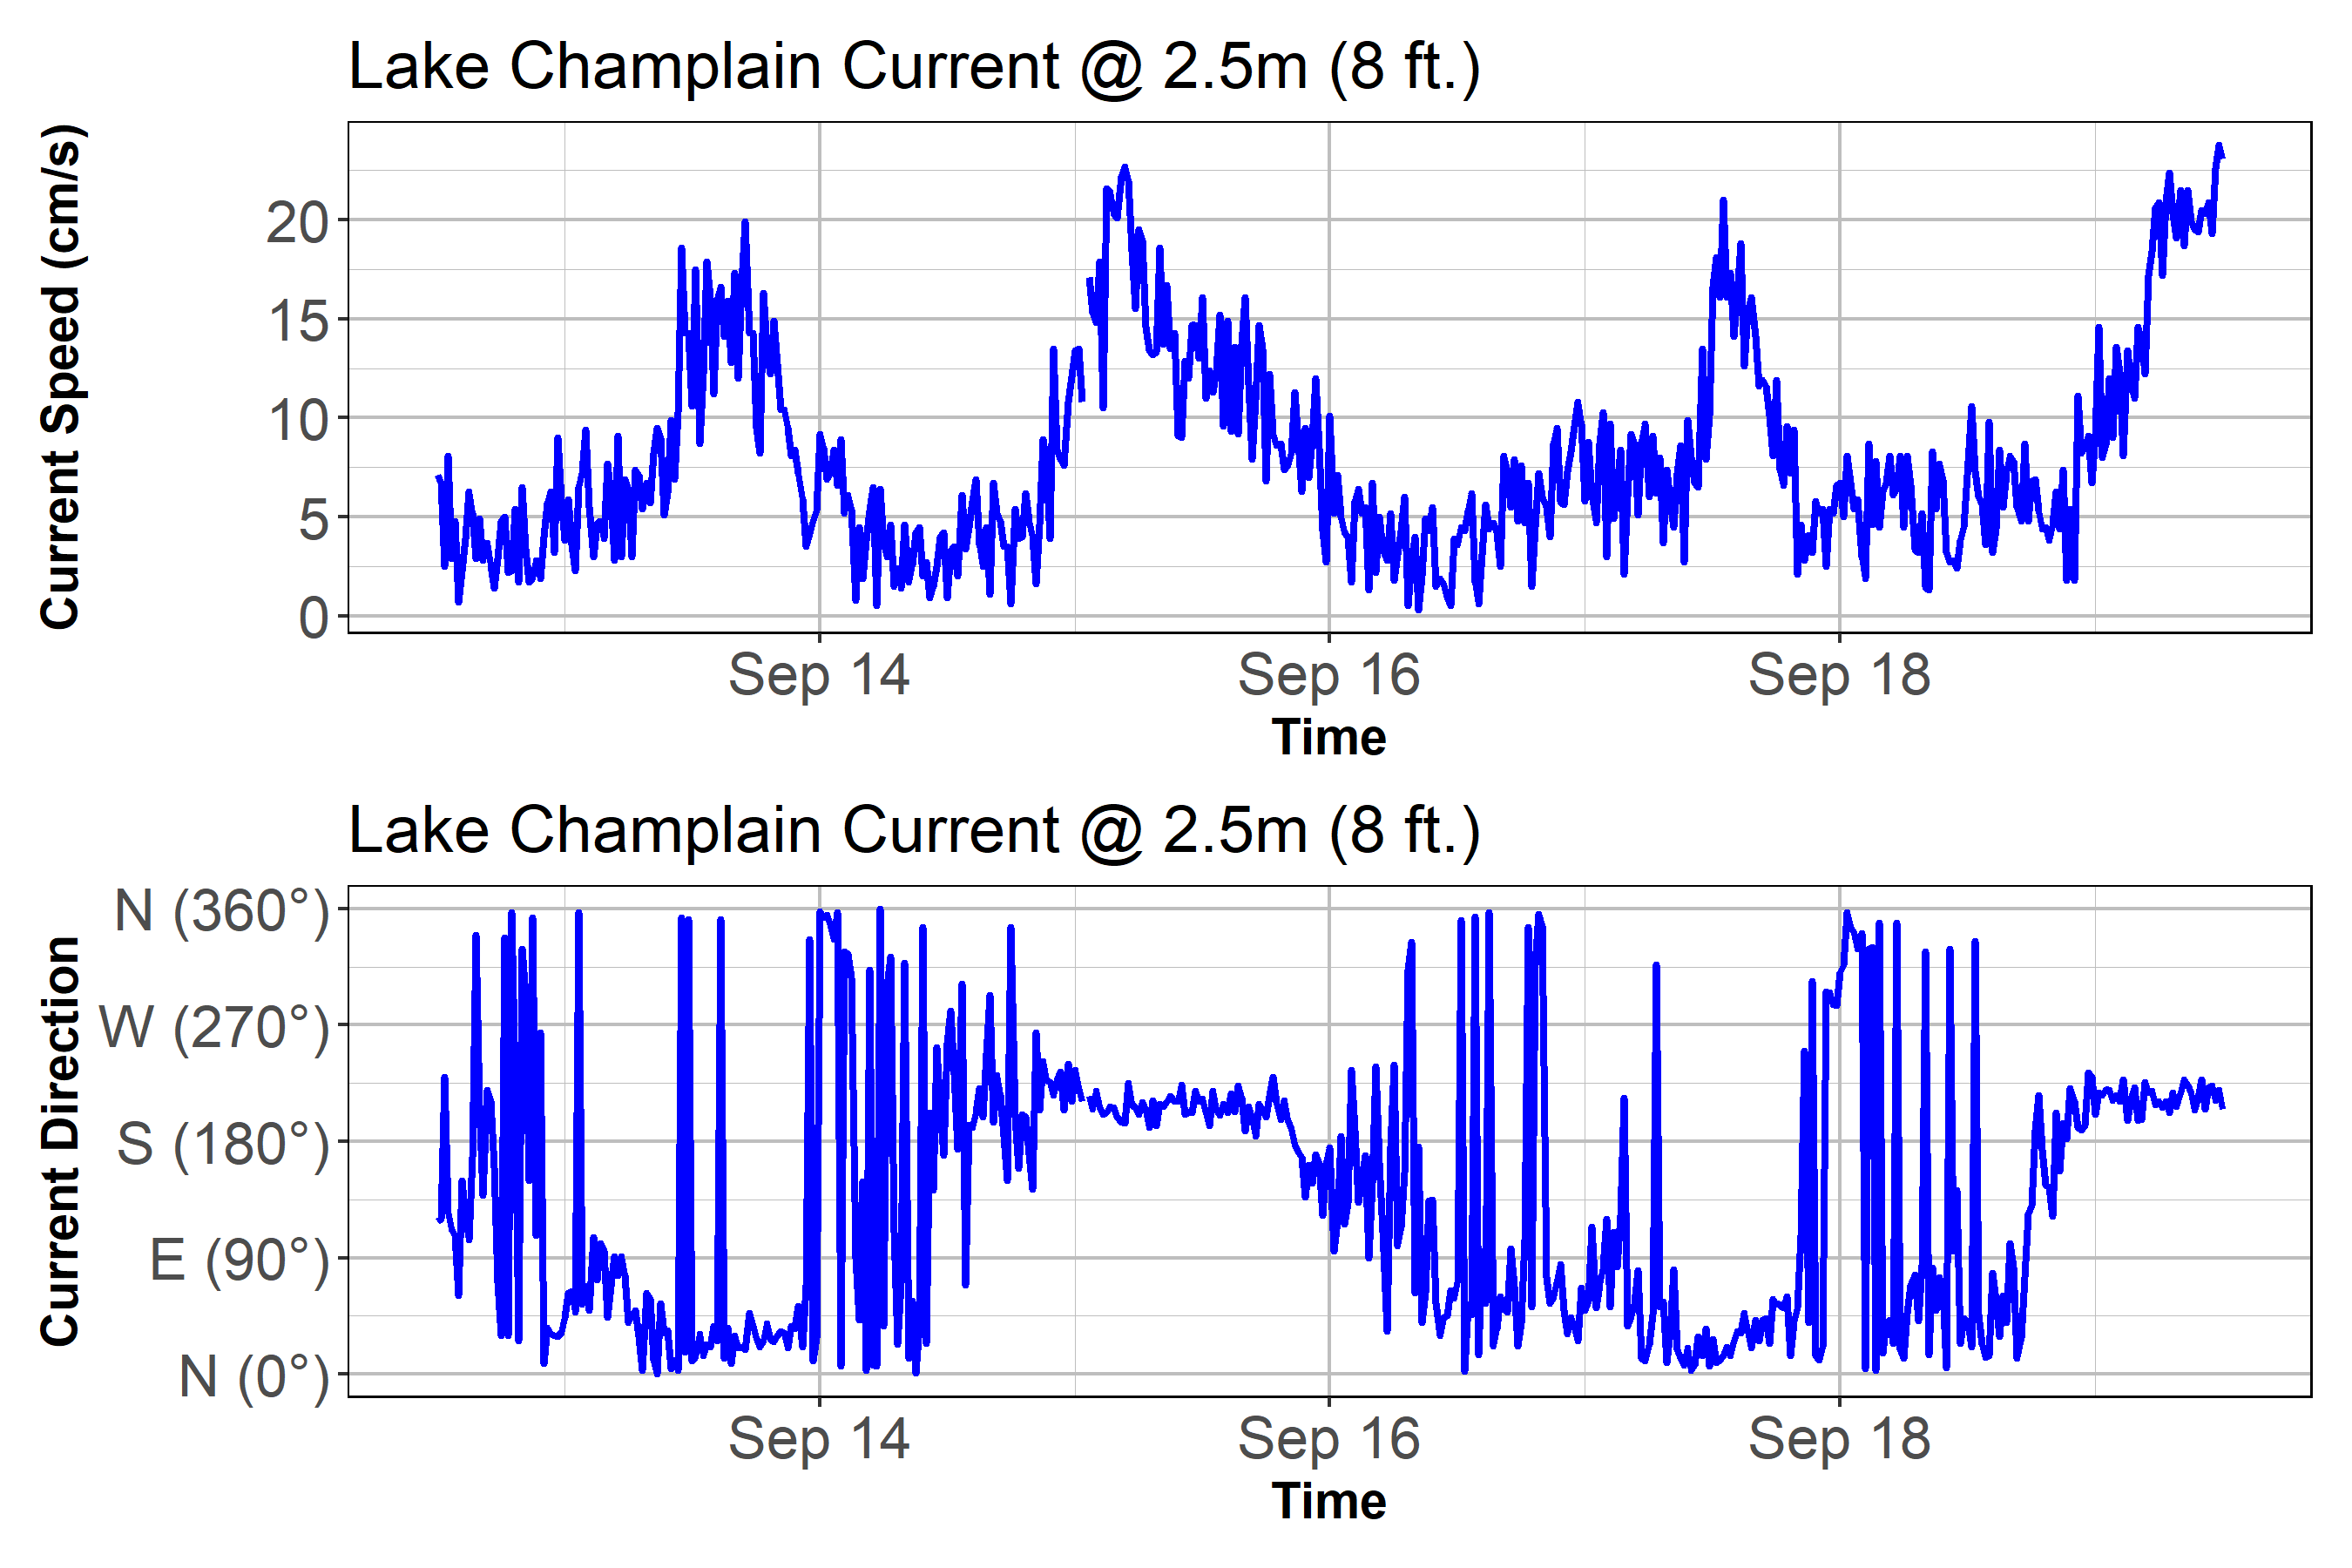 Lake Champlain Current @ 2.5m (8 ft.)
Current Speed (cm/s)
20
15
10
5
0
Sep 14 Sep 16 Sep 18
Time
Lake Champlain Current @ 2.5m (8 ft.)
Current Direction
N (360°)
W (270°)
S (180°)
E (90°)
N (0°)
Sep 14 Sep 16 Sep 18
Time